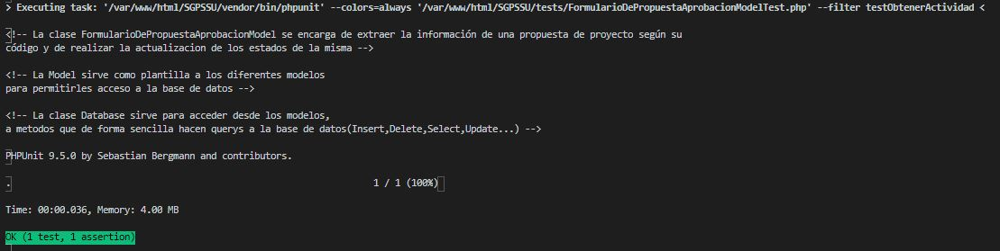 > Executing task: '/var/www/html/SGPSSU/vendor/bin/phpunit' --colors=always '/var/www/html/SGPSSU/tests/FormularioDePropuestaAprobacionModelTest.php' --filter testObtenerActividad <
<!-- La clase FormularioDePropuestaAprobacionModel se encarga de extraer la información de una propuesta de proyecto según su
código y de realizar la actualizacion de los estados de la misma -->
<!-- La Model sirve como plantilla a los diferentes modelos
para permitirles acceso a la base de datos -->
<!-- La clase Database sirve para acceder desde los modelos,
a metodos que de forma sencilla hacen querys a la base de datos(Insert,Delete,Select,Update...) -->
PHPUnit 9.5.0 by Sebastian Bergmann and contributors.
. 1 / 1 (100%)
Time: 00:00.036, Memory: 4.00 MB
OK (1 test, 1 assertion)